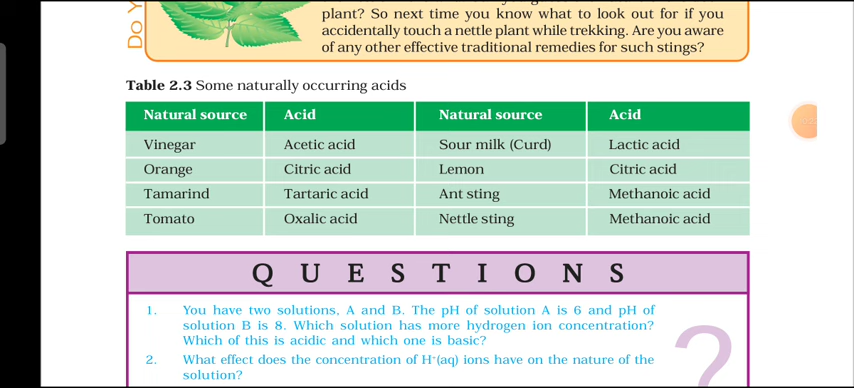 Do Y
plant? So next time you know what to look out for if you
accidentally touch a nettle plant while trekking. Are you aware
of any other effective traditional remedies for such stings?
Table 2.3 Some naturally occurring acids
Natural source Acid Natural source Acid
Vinegar Acetic acid Sour milk (Curd) Lactic acid
Orange Citric acid Lemon Citric acid
Tamarind Tartaric acid Ant sting Methanoic acid
Tomato Oxalic acid Nettle sting Methanoic acid
QUESTIONS
1. You have two solutions, A and B. The pH of solution A is 6 and pH of
solution B is 8. Which solution has more hydrogen ion concentration?
Which of this is acidic and which one is basic?
2. What effect does the concentration of H⁺(aq) ions have on the nature of the
solution?
?